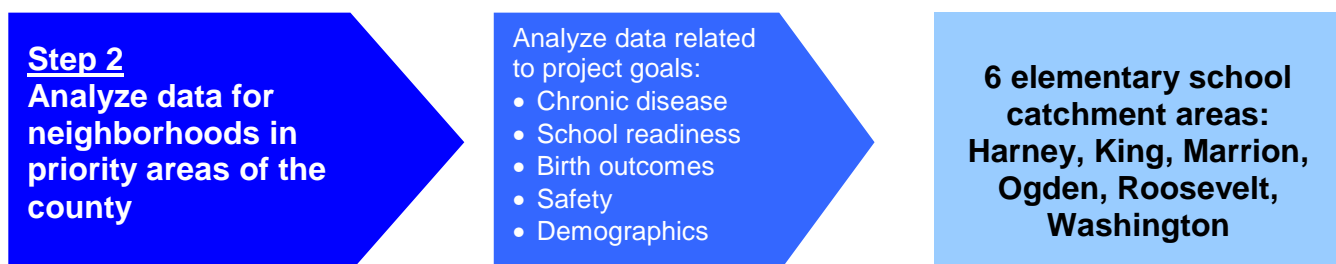 Step 2
Analyze data for
neighborhoods in
priority areas of the
county
Analyze data related
to project goals:
• Chronic disease
• School readiness
• Birth outcomes
• Safety
• Demographics
6 elementary school
catchment areas:
Harney, King, Marrion,
Ogden, Roosevelt,
Washington